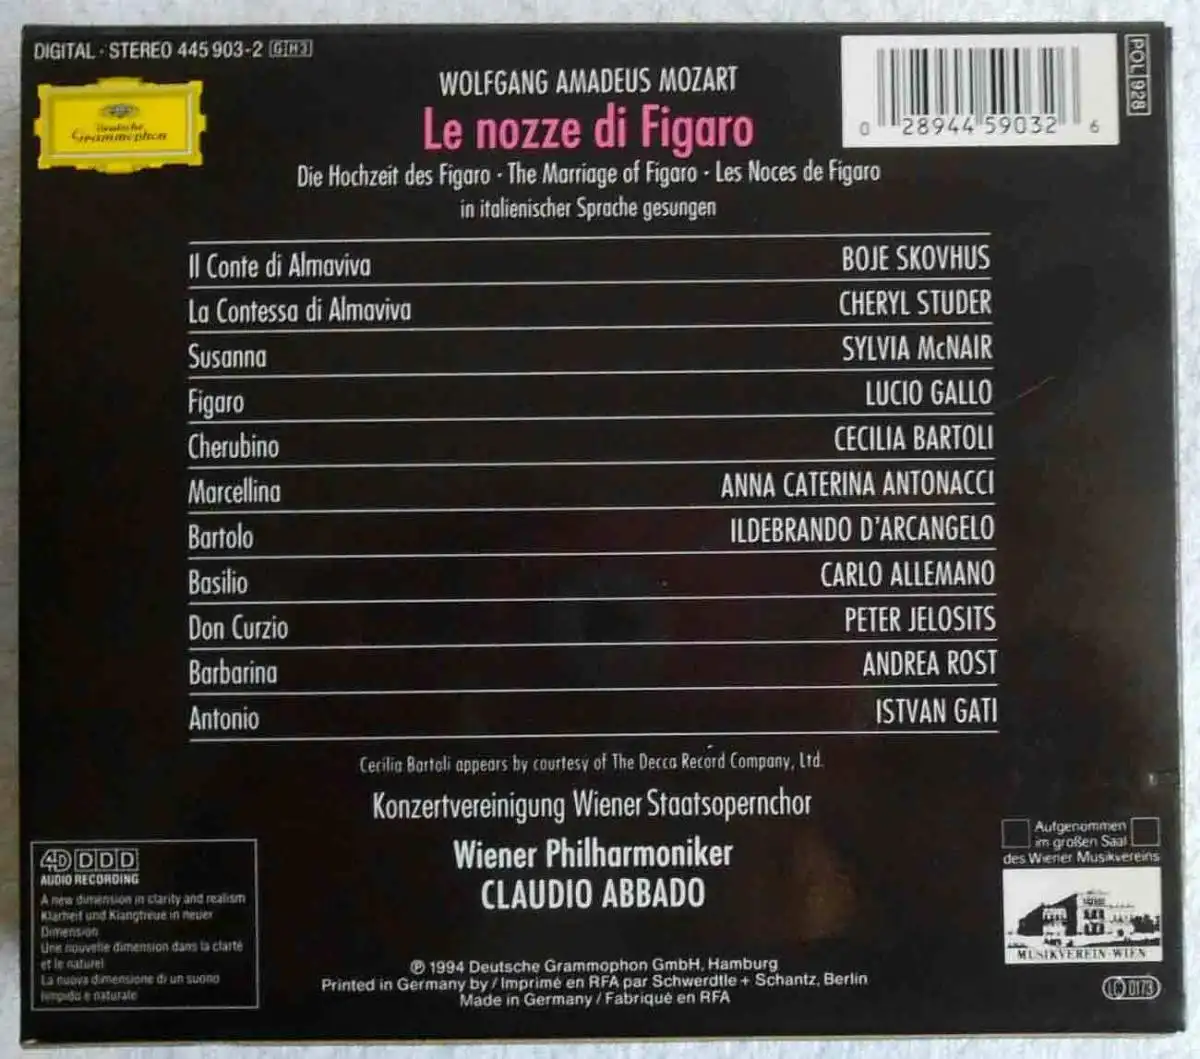 DIGITAL · STEREO 445 903-2 GH3
Deutsche
Grammophon
WOLFGANG AMADEUS MOZART
Le nozze di Figaro
Die Hochzeit des Figaro · The Marriage of Figaro · Les Noces de Figaro
in italienischer Sprache gesungen
0 28944 59032 6
POL 928
Il Conte di Almaviva BOJE SKOVHUS
La Contessa di Almaviva CHERYL STUDER
Susanna SYLVIA McNAIR
Figaro LUCIO GALLO
Cherubino CECILIA BARTOLI
Marcellina ANNA CATERINA ANTONACCI
Bartolo ILDEBRANDO D'ARCANGELO
Basilio CARLO ALLEMANO
Don Curzio PETER JELOSITS
Barbarina ANDREA ROST
Antonio ISTVAN GATI
Cecilia Bartoli appears by courtesy of The Decca Record Company, Ltd.
Konzertvereinigung Wiener Staatsopernchor
Wiener Philharmoniker
CLAUDIO ABBADO
4D DDD
AUDIO RECORDING
A new dimension in clarity and realism
Klarheit und Klangtreue in neuer
Dimension
Une nouvelle dimension dans la clarté
et le naturel
La nuova dimensione di un suono
limpido e naturale
℗ 1994 Deutsche Grammophon GmbH, Hamburg
Printed in Germany by / Imprimé en RFA par Schwerdtle + Schantz, Berlin
Made in Germany / Fabriqué en RFA
Aufgenommen
im großen Saal
des Wiener Musikvereins
MUSIKVEREIN·WIEN
LC 0173